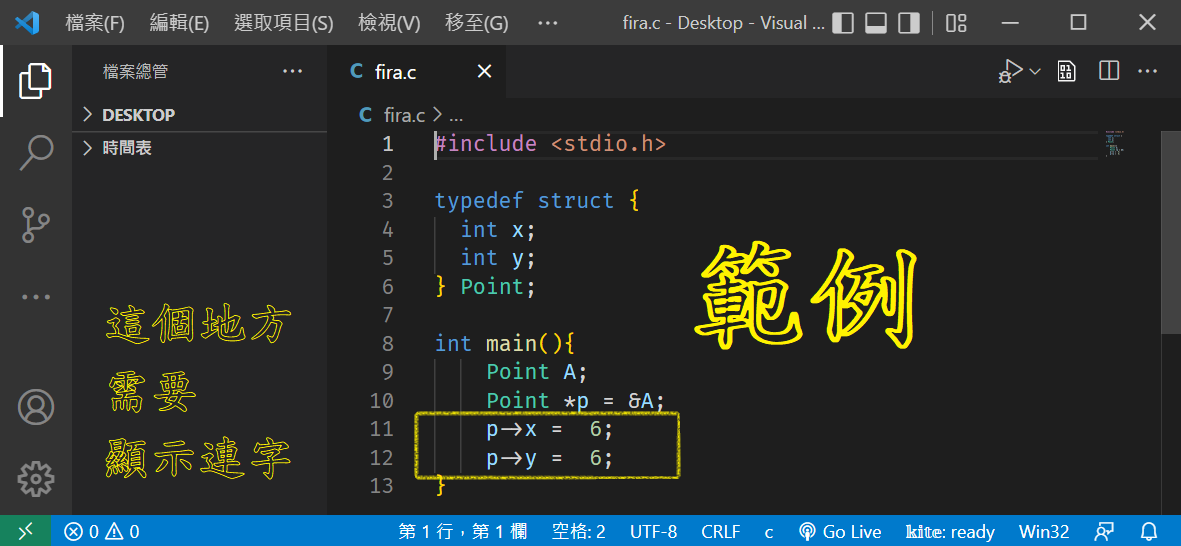 檔案(F) 編輯(E) 選取項目(S) 檢視(V) 移至(G) ··· fira.c - Desktop - Visual ...
檔案總管 ···
DESKTOP
時間表
fira.c
fira.c > ...
1 #include <stdio.h>
2
3 typedef struct {
4 int x;
5 int y;
6 } Point;
7
8 int main(){
9 Point A;
10 Point *p = &A;
11 p->x = 6;
12 p->y = 6;
13 }
範例
這個地方
需要
顯示連字
0 0 第 1 行，第 1 欄 空格: 2 UTF-8 CRLF c Go Live kite: ready Win32